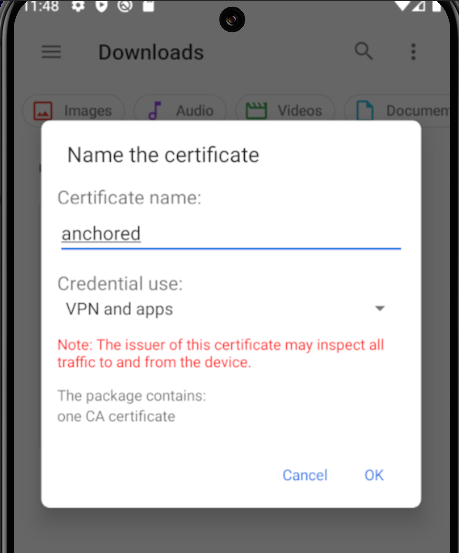 11:48
Downloads
Images Audio Videos Documen
Name the certificate
Certificate name:
anchored
Credential use:
VPN and apps
Note: The issuer of this certificate may inspect all
traffic to and from the device.
The package contains:
one CA certificate
Cancel OK